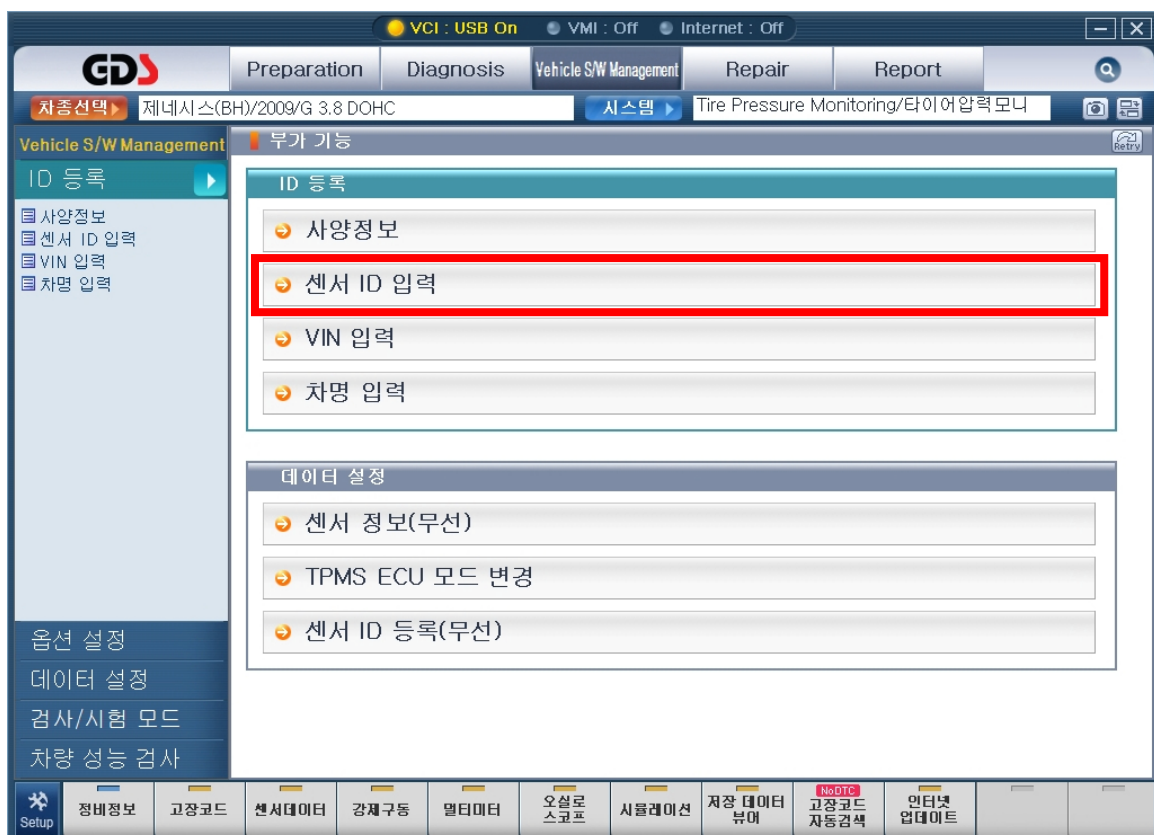 VCI : USB On VMI : Off Internet : Off
GDS Preparation Diagnosis Vehicle S/W Management Repair Report
차종선택 제네시스(BH)/2009/G 3.8 DOHC 시스템 Tire Pressure Monitoring/타이어압력모니
Vehicle S/W Management
ID 등록
사양정보
센서 ID 입력
VIN 입력
차명 입력
옵션 설정
데이터 설정
검사/시험 모드
차량 성능 검사
부가 기능 Retry
ID 등록
사양정보
센서 ID 입력
VIN 입력
차명 입력
데이터 설정
센서 정보(무선)
TPMS ECU 모드 변경
센서 ID 등록(무선)
Setup
정비정보
고장코드
센서데이터
강제구동
멀티미터
오실로
스코프
시뮬레이션
저장 데이터
뷰어
NoDTC
고장코드
자동검색
인터넷
업데이트